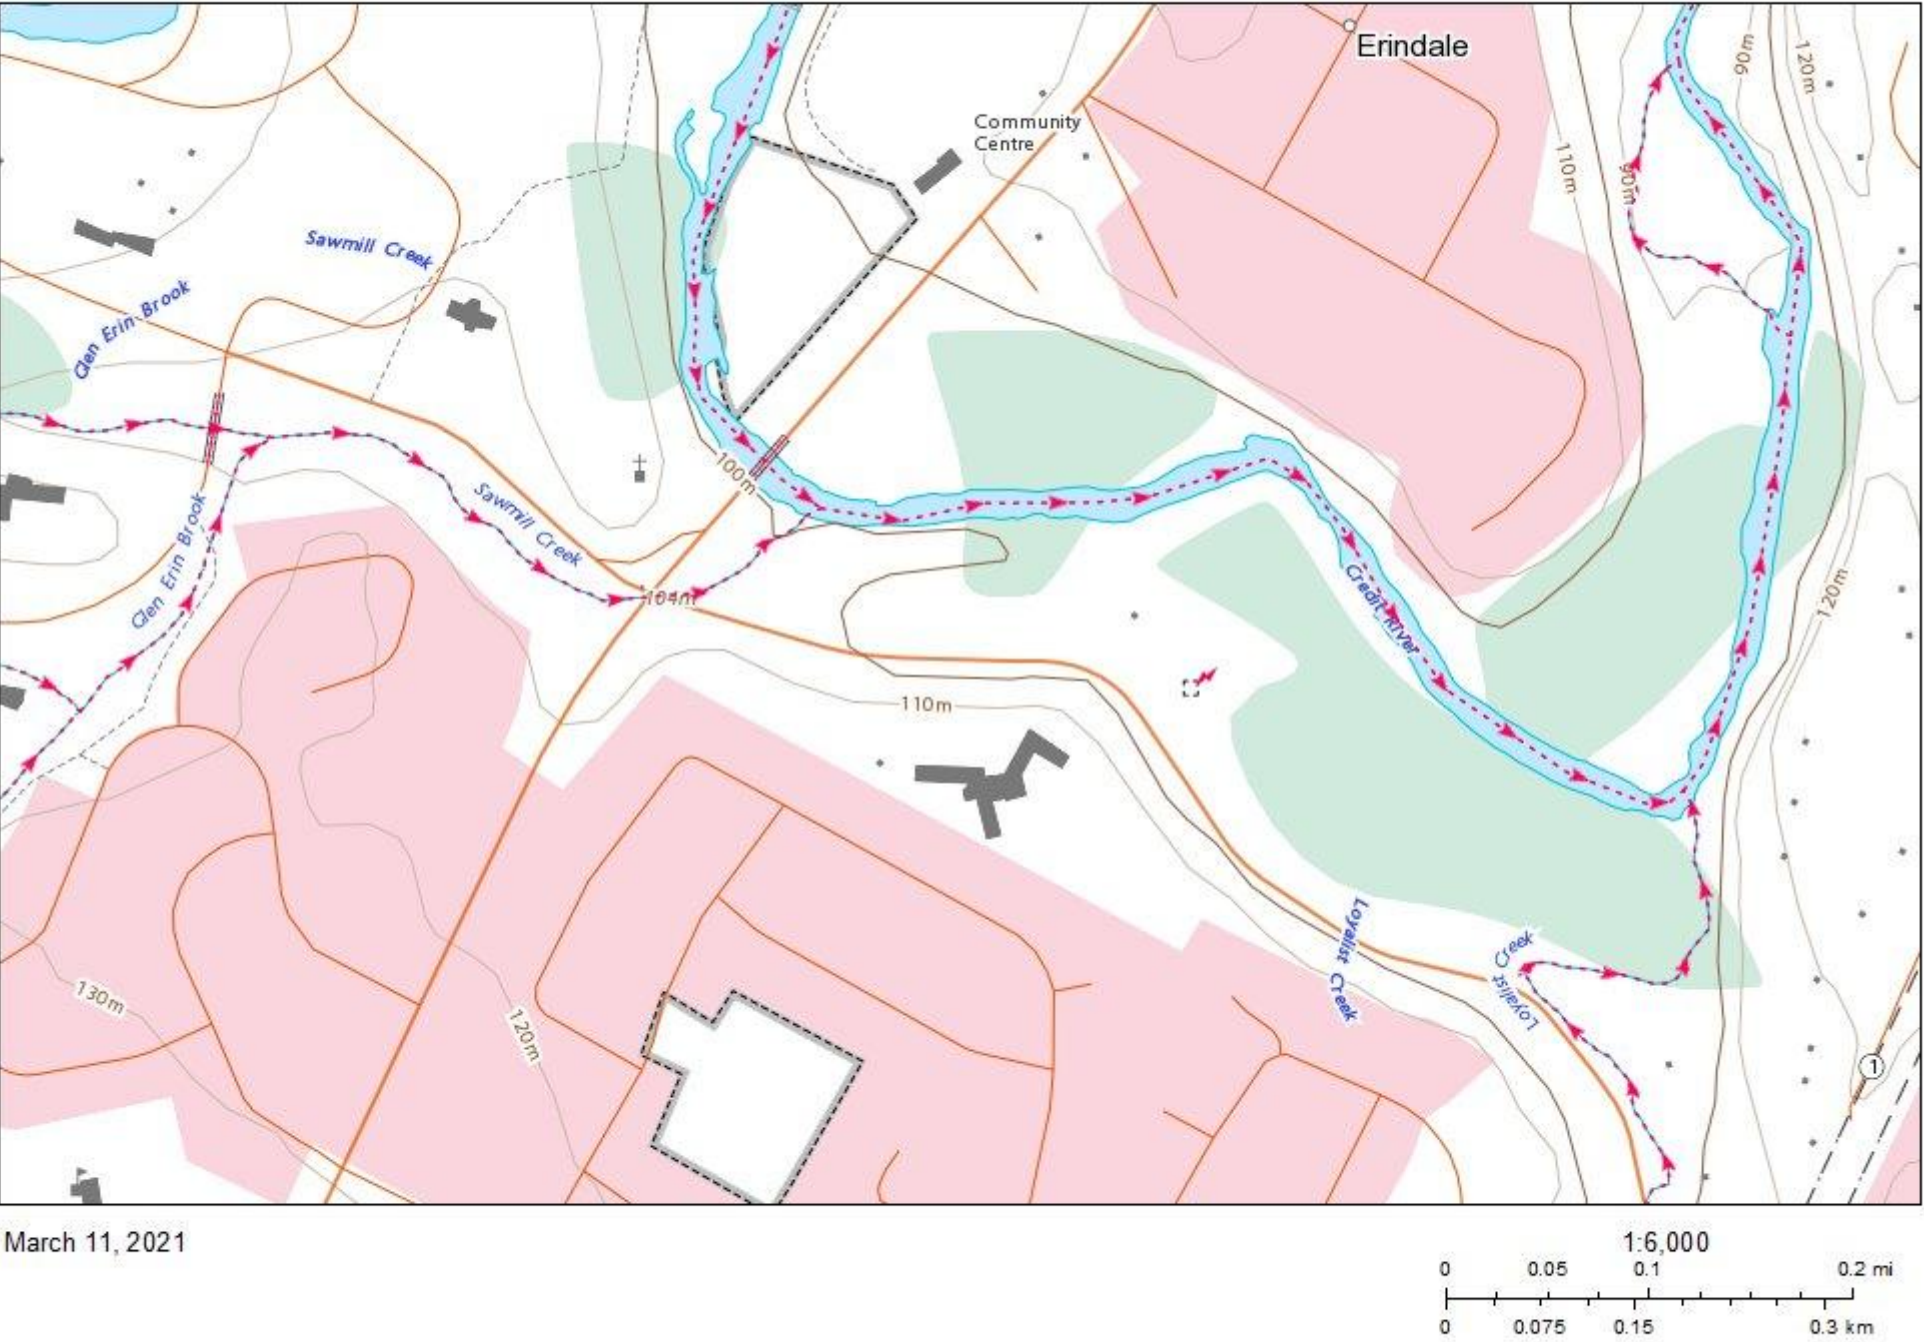 Erindale
90m
120m
Community
Centre
110m
90m
Sawmill Creek
Glen Erin Brook
100m
Sawmill Creek
Glen Erin Brook
104m
Credit River
120m
110m
Loyalist Creek
Loyalist Creek
130m
120m
1
March 11, 2021
1:6,000
0 0.05 0.1 0.2 mi
0 0.075 0.15 0.3 km